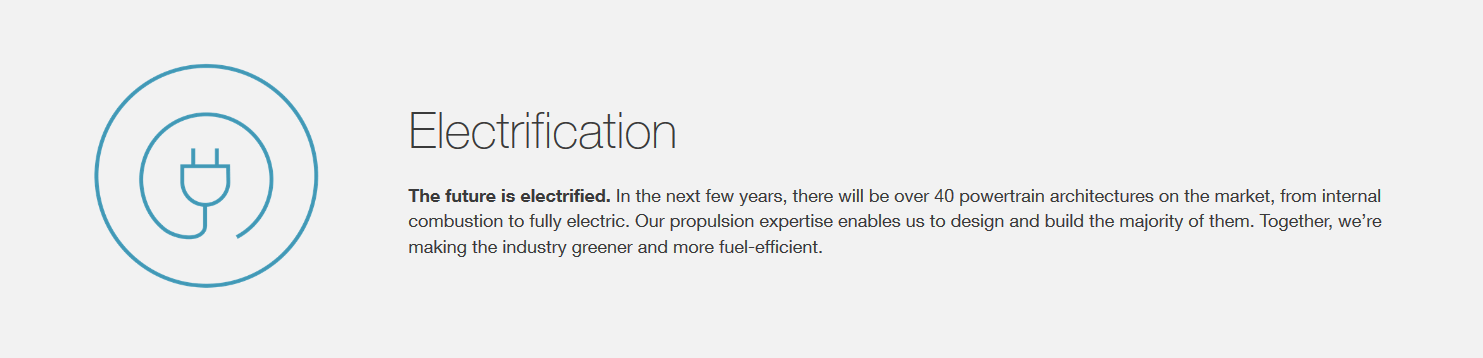 Electrification
The future is electrified. In the next few years, there will be over 40 powertrain architectures on the market, from internal
combustion to fully electric. Our propulsion expertise enables us to design and build the majority of them. Together, we’re
making the industry greener and more fuel-efficient.